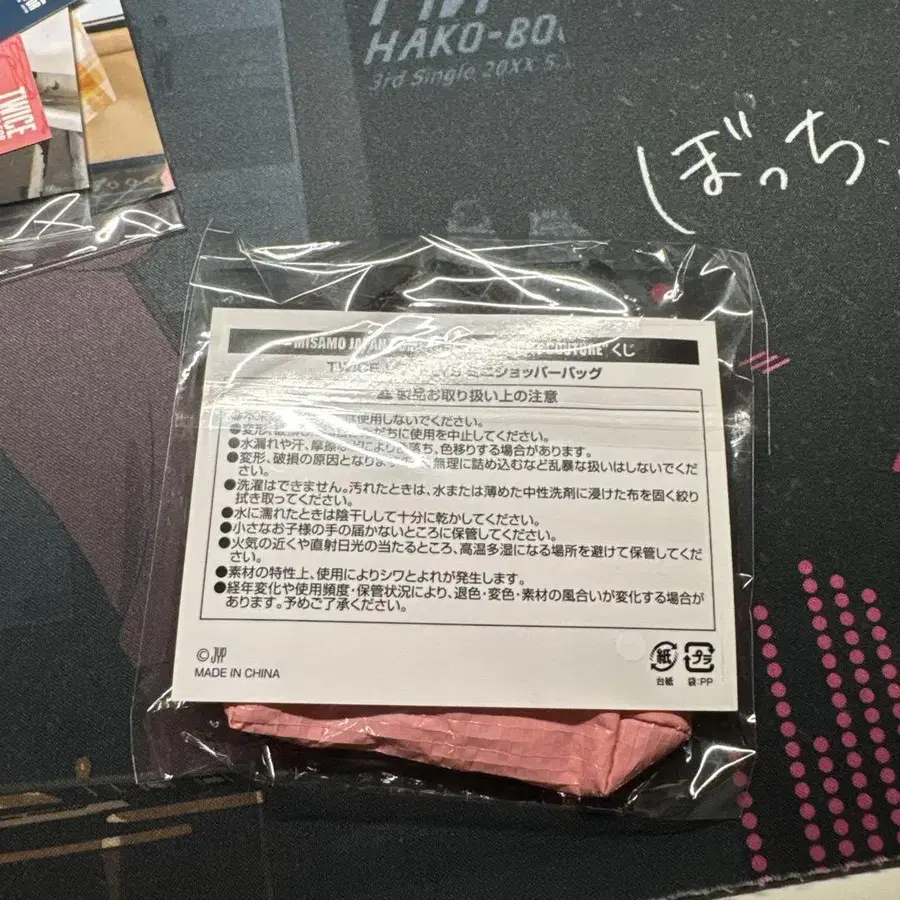 HAKO-BO
3rd Single 20XX 5.
TWICE
ぼっち
MISAMO JAPAN COUTURE" くじ
TWICE ミニショッパーバッグ
製品お取り扱い上の注意
使用しないでください。
●変形、ただちに使用を中止してください。
●水漏れや汗、摩擦などにより色落ち、色移りする場合があります。
●変形、破損の原因となります 無理に詰め込むなど乱暴な扱いはしないでくだ
さい。
●洗濯はできません。汚れたときは、水または薄めた中性洗剤に浸けた布を固く絞り
拭き取ってください。
●水に濡れたときは陰干しして十分に乾かしてください。
●小さなお子様の手の届かないところに保管してください。
●火気の近くや直射日光の当たるところ、高温多湿になる場所を避けて保管してくだ
さい。
●素材の特性上、使用によりシワとよれが発生します。
●経年変化や使用頻度・保管状況により、退色・変色・素材の風合いが変化する場合が
あります。予めご了承ください。
© JYP
MADE IN CHINA
紙 プラ
台紙 袋:PP